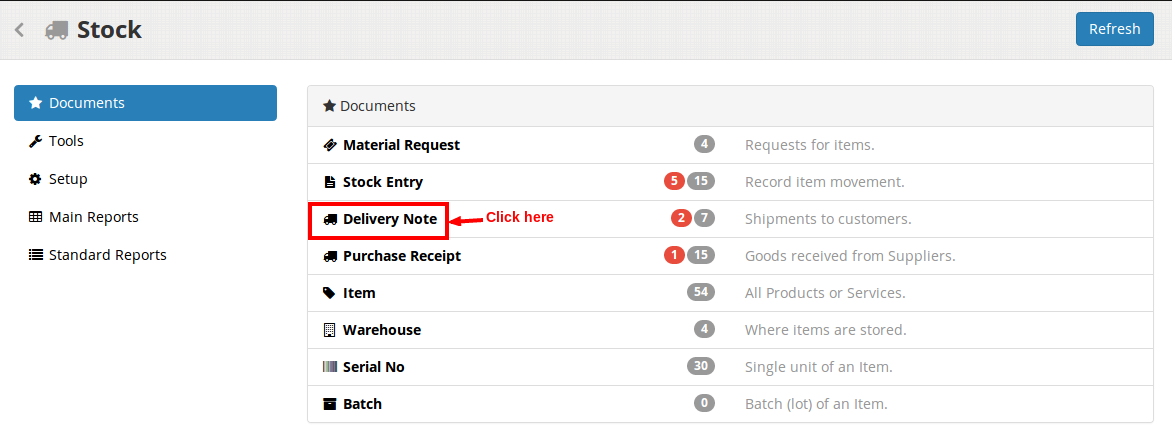 Stock
Refresh
Documents
Tools
Setup
Main Reports
Standard Reports
Documents
Material Request 4 Requests for items.
Stock Entry 5 15 Record item movement.
Delivery Note Click here 2 7 Shipments to customers.
Purchase Receipt 1 15 Goods received from Suppliers.
Item 54 All Products or Services.
Warehouse 4 Where items are stored.
Serial No 30 Single unit of an Item.
Batch 0 Batch (lot) of an Item.